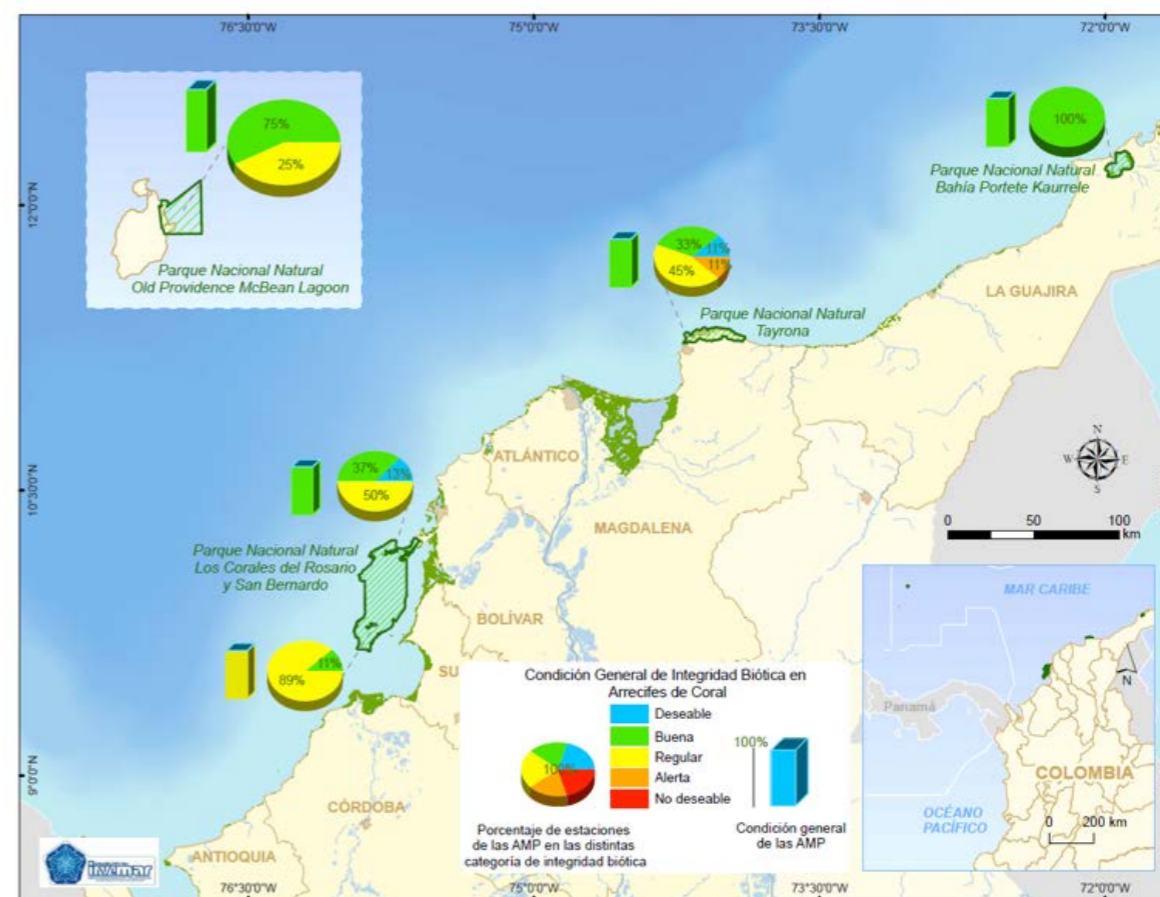 76°30'0"W
75°0'0"W
73°30'0"W
72°0'0"W
75%
25%
Parque Nacional Natural
Old Providence McBean Lagoon
100%
Parque Nacional Natural
Bahía Portete Kaurrele
12°0'0"N
33%
11%
45%
11%
Parque Nacional Natural
Tayrona
LA GUAJIRA
ATLÁNTICO
MAGDALENA
10°30'0"N
37%
13%
50%
Parque Nacional Natural
Los Corales del Rosario
y San Bernardo
N
W
E
S
0 50 100
km
BOLÍVAR
SU
11%
89%
Condición General de Integridad Biótica en
Arrecifes de Coral
Deseable
Buena
Regular
Alerta
No deseable
100%
100%
Porcentaje de estaciones
de las AMP en las distintas
categoría de integridad biótica
Condición general
de las AMP
MAR CARIBE
N
Panamá
COLOMBIA
OCÉANO
PACÍFICO
0 200 km
9°0'0"N
CÓRDOBA
ANTIOQUIA
invemar
76°30'0"W
75°0'0"W
73°30'0"W
72°0'0"W